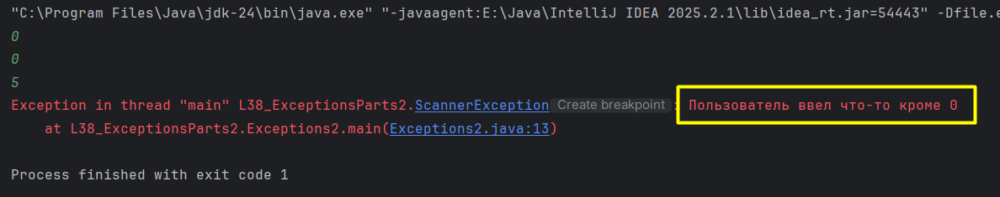 "C:\Program Files\Java\jdk-24\bin\java.exe" "-javaagent:E:\Java\IntelliJ IDEA 2025.2.1\lib\idea_rt.jar=54443" -Dfile.e
0
0
5
Exception in thread "main" L38_ExceptionsParts2.ScannerException Create breakpoint : Пользователь ввел что-то кроме 0
    at L38_ExceptionsParts2.Exceptions2.main(Exceptions2.java:13)
Process finished with exit code 1